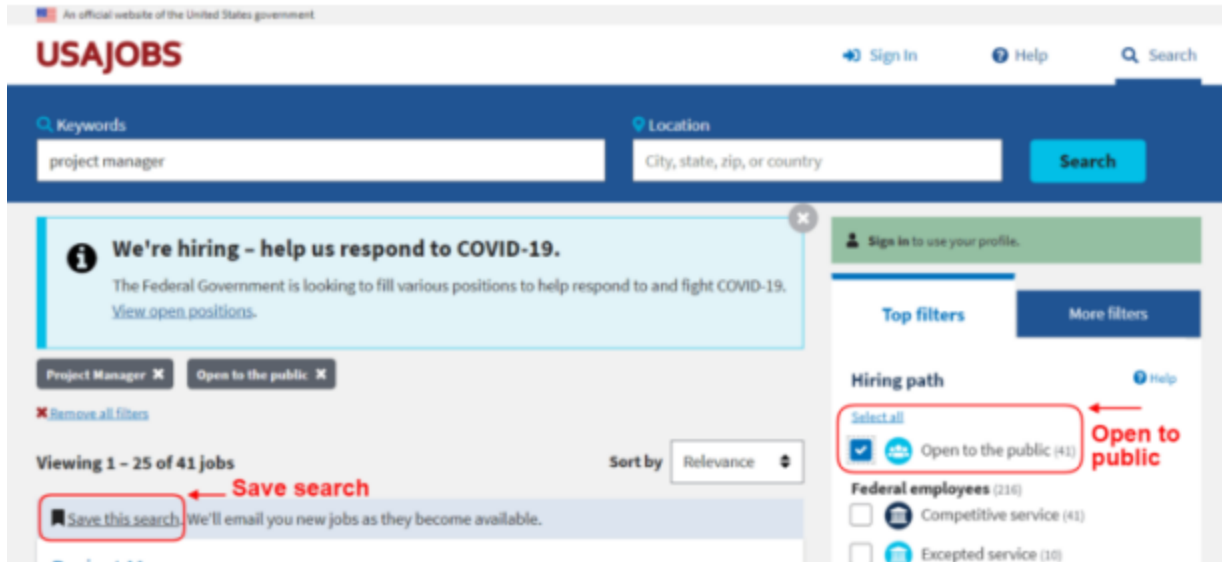 An official website of the United States government
USAJOBS
Sign In
Help
Search
Keywords
Location
project manager
City, state, zip, or country
Search
We're hiring – help us respond to COVID-19.
The Federal Government is looking to fill various positions to help respond to and fight COVID-19.
View open positions.
Sign in to use your profile.
Top filters
More filters
Project Manager
Open to the public
Remove all filters
Hiring path
Help
Select all
Open to the public (41)
Open to
public
Viewing 1 – 25 of 41 jobs
Sort by
Relevance
Save search
Save this search. We'll email you new jobs as they become available.
Federal employees (216)
Competitive service (41)
Excepted service (10)